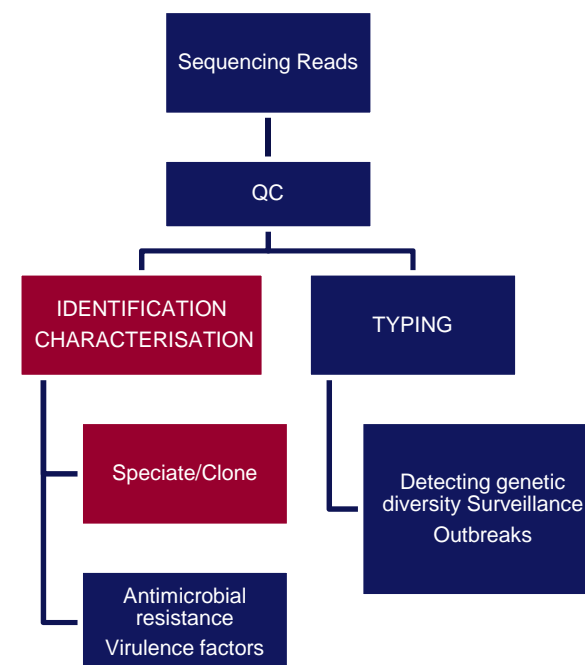 Sequencing Reads
QC
IDENTIFICATION
CHARACTERISATION
TYPING
Speciate/Clone
Detecting genetic
diversity Surveillance
Outbreaks
Antimicrobial
resistance
Virulence factors